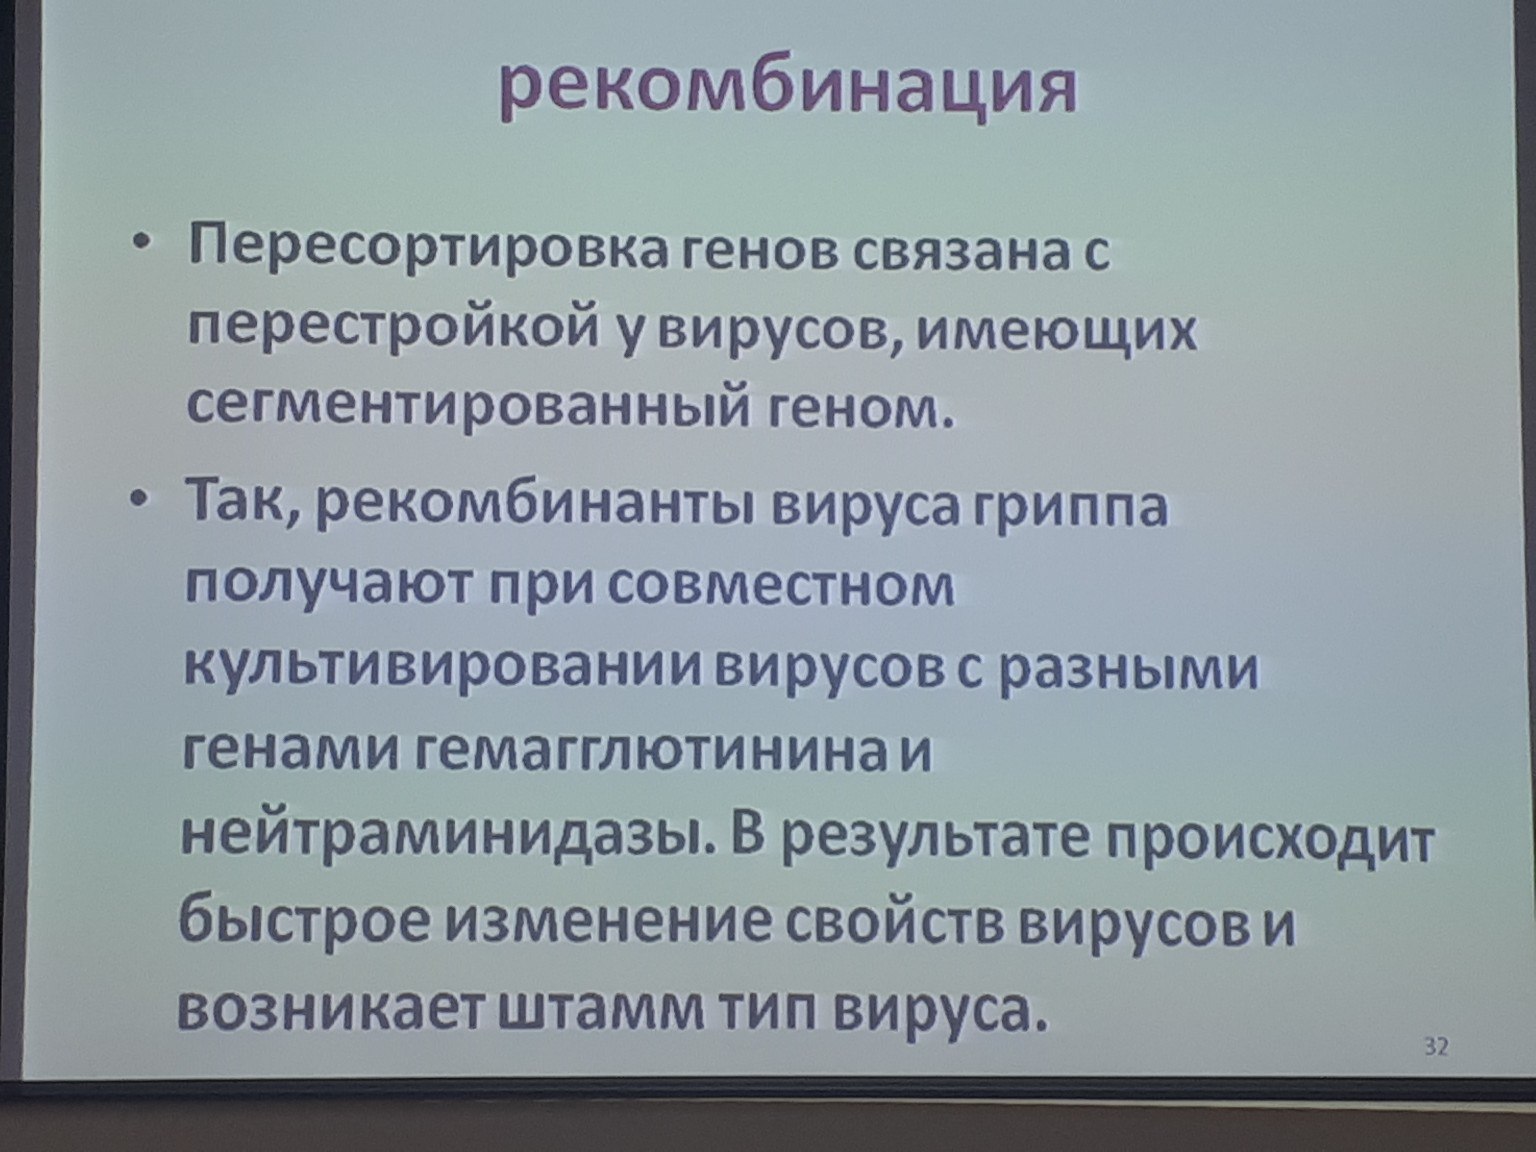 рекомбинация
• Пересортировка генов связана с
перестройкой у вирусов, имеющих
сегментированный геном.
• Так, рекомбинанты вируса гриппа
получают при совместном
культивировании вирусов с разными
генами гемагглютинина и
нейтраминидазы. В результате происходит
быстрое изменение свойств вирусов и
возникает штамм тип вируса.
32